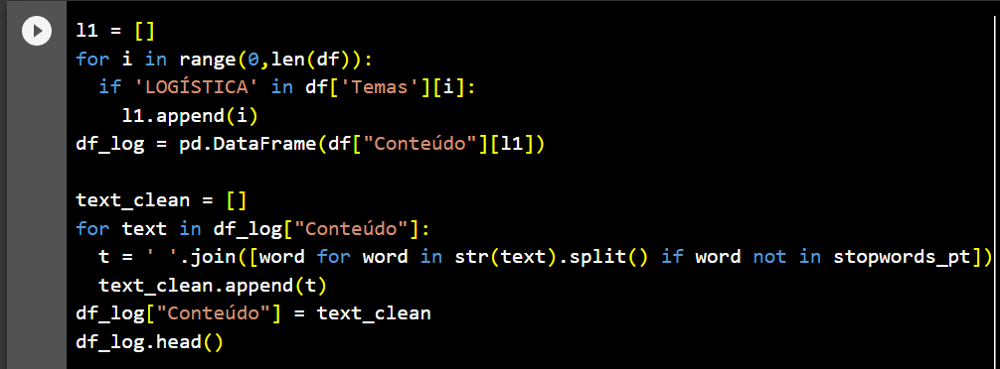 l1 = []
for i in range(0,len(df)):
  if 'LOGÍSTICA' in df['Temas'][i]:
    l1.append(i)
df_log = pd.DataFrame(df["Conteúdo"][l1])

text_clean = []
for text in df_log["Conteúdo"]:
  t = ' '.join([word for word in str(text).split() if word not in stopwords_pt])
  text_clean.append(t)
df_log["Conteúdo"] = text_clean
df_log.head()